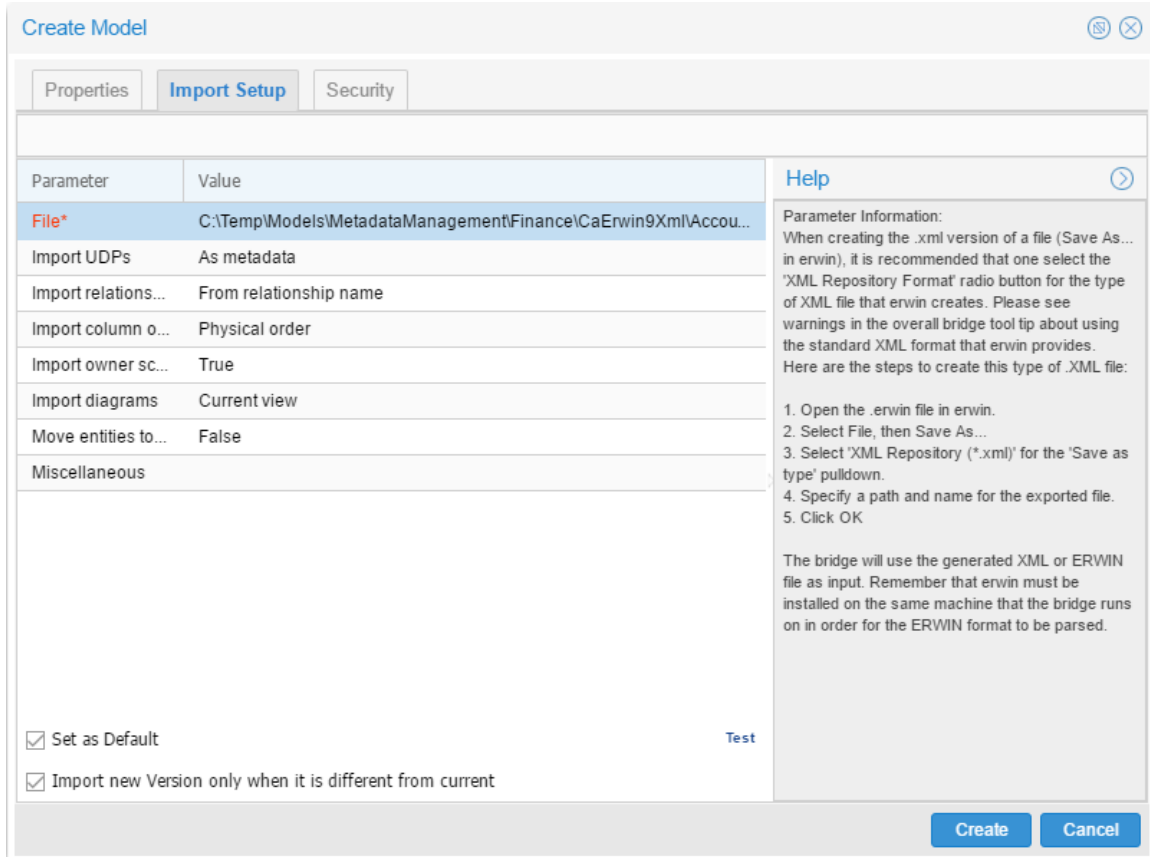 Create Model
Properties
Import Setup
Security
Parameter Value
File* C:\Temp\Models\MetadataManagement\Finance\CaErwin9Xml\Accou...
Import UDPs As metadata
Import relations... From relationship name
Import column o... Physical order
Import owner sc... True
Import diagrams Current view
Move entities to... False
Miscellaneous
Set as Default
Test
Import new Version only when it is different from current
Help
Parameter Information:
When creating the .xml version of a file (Save As...
in erwin), it is recommended that one select the
'XML Repository Format' radio button for the type
of XML file that erwin creates. Please see
warnings in the overall bridge tool tip about using
the standard XML format that erwin provides.
Here are the steps to create this type of .XML file:
1. Open the .erwin file in erwin.
2. Select File, then Save As...
3. Select 'XML Repository (*.xml)' for the 'Save as
type' pulldown.
4. Specify a path and name for the exported file.
5. Click OK
The bridge will use the generated XML or ERWIN
file as input. Remember that erwin must be
installed on the same machine that the bridge runs
on in order for the ERWIN format to be parsed.
Create
Cancel